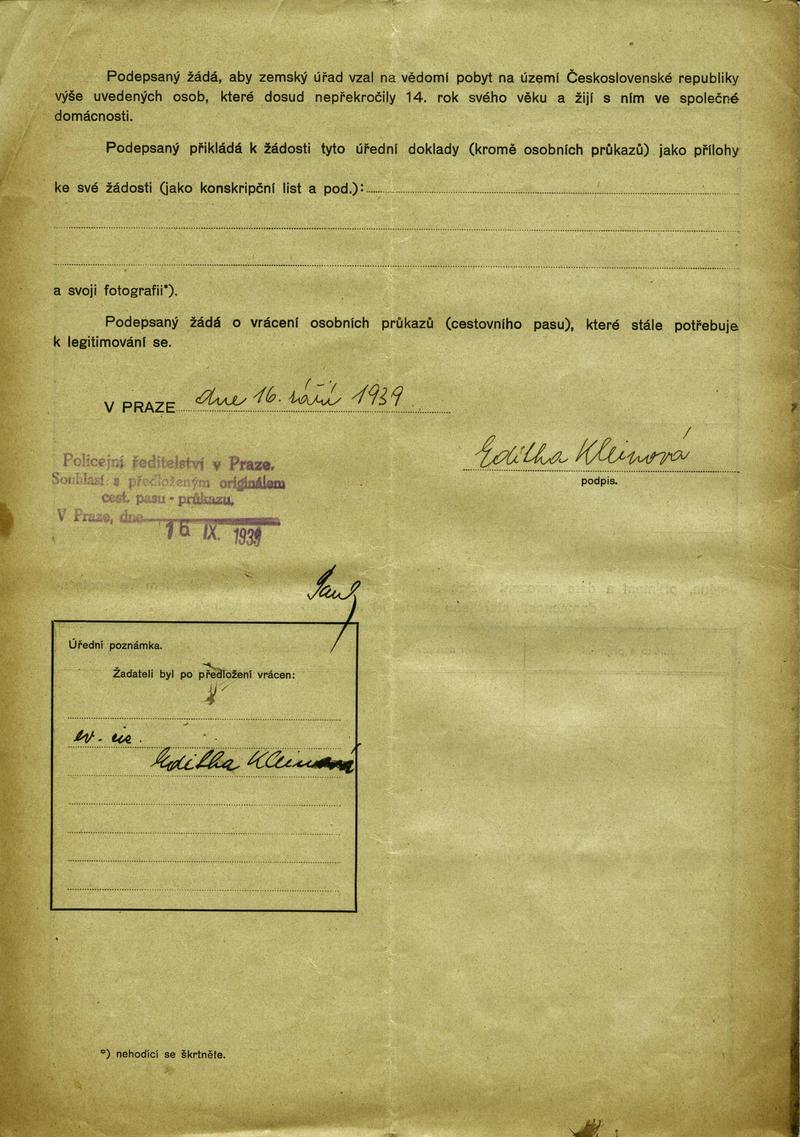 Podepsaný žádá, aby zemský úřad vzal na vědomí pobyt na území Československé republiky
výše uvedených osob, které dosud nepřekročily 14. rok svého věku a žijí s ním ve společné
domácnosti.
Podepsaný přikládá k žádosti tyto úřední doklady (kromě osobních průkazů) jako přílohy
ke své žádosti (jako konskripční list a pod.):
a svoji fotografii*).
Podepsaný žádá o vrácení osobních průkazů (cestovního pasu), které stále potřebuje
k legitimování se.
V PRAZE dne 16. září 1939
Editha Kleinová
podpis.
Policejní ředitelství v Praze.
Souhlasí s předloženým originálem
cest. pasu - průkazu.
V Praze, dne
16 IX. 1939
Úřední poznámka.
Žadateli byl po předložení vrácen:
Editha Kleinová
*) nehodící se škrtněte.